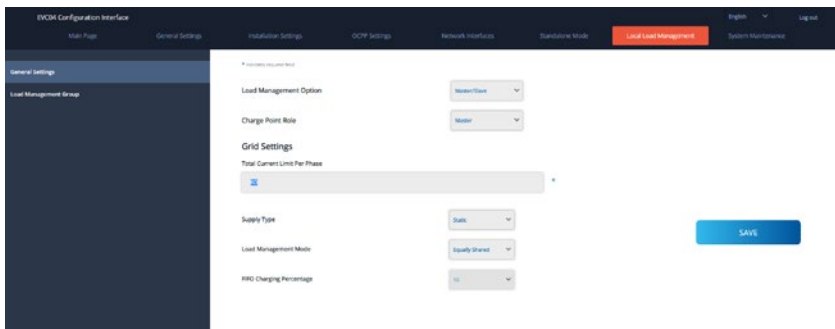 EVC04 Configuration Interface
English
Log out
Main Page
General Settings
Installation Settings
OCPP Settings
Network Interfaces
Standalone Mode
Local Load Management
System Maintenance
General Settings
Load Management Group
Load Management Option
Master/Slave
Charge Point Role
Master
Grid Settings
Total Current Limit Per Phase
*
Supply Type
Static
SAVE
Load Management Mode
Equally Shared
FIFO Charging Percentage